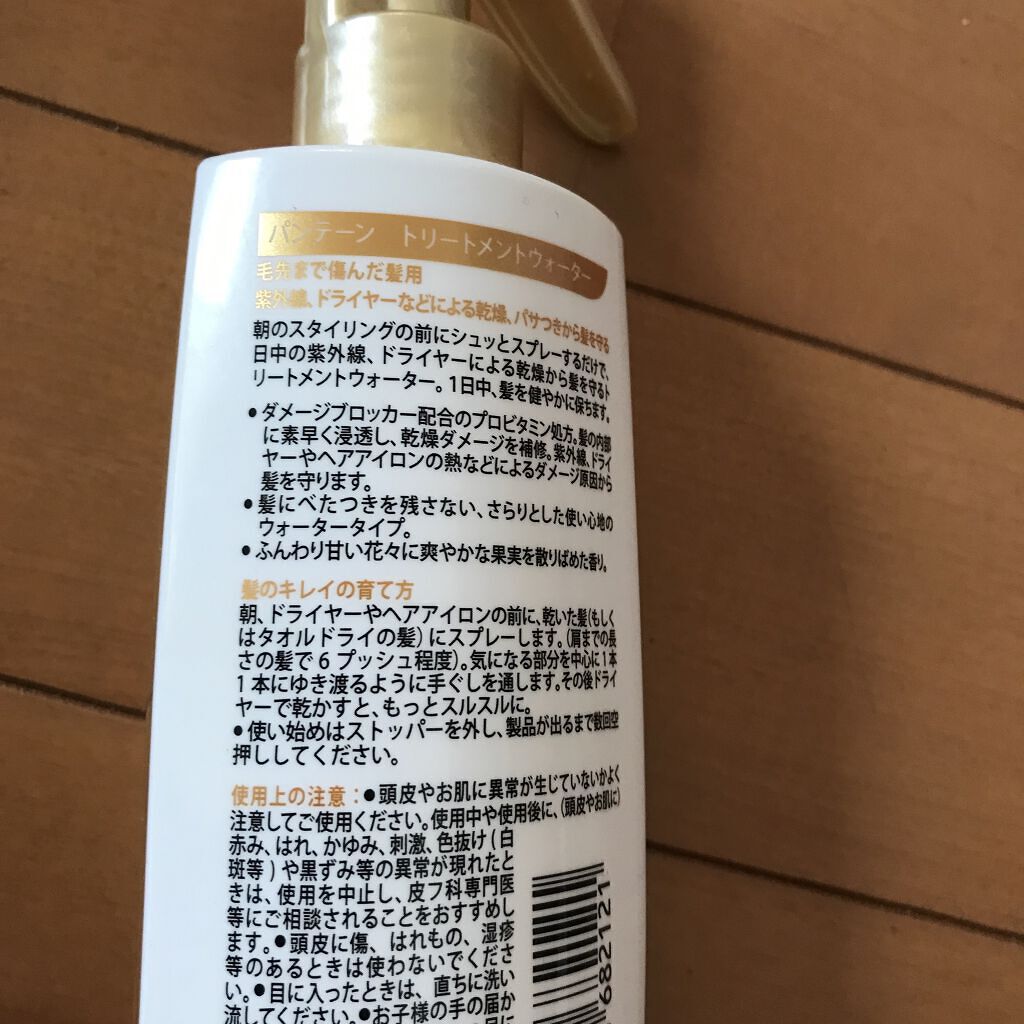 パンテーン トリートメントウォーター
毛先まで傷んだ髪用
紫外線、ドライヤーなどによる乾燥、パサつきから髪を守る
朝のスタイリングの前にシュッとスプレーするだけで、
日中の紫外線、ドライヤーによる乾燥から髪を守るト
リートメントウォーター。1日中、髪を健やかに保ちます。
●ダメージブロッカー配合のプロビタミン処方。髪の内部
に素早く浸透し、乾燥ダメージを補修。紫外線、ドライ
ヤーやヘアアイロンの熱などによるダメージ原因から
髪を守ります。
●髪にべたつきを残さない、さらりとした使い心地の
ウォータータイプ。
●ふんわり甘い花々に爽やかな果実を散りばめた香り。
髪のキレイの育て方
朝、ドライヤーやヘアアイロンの前に、乾いた髪(もしく
はタオルドライの髪)にスプレーします。(肩までの長
さの髪で6プッシュ程度)。気になる部分を中心に1本
1本にゆき渡るように手ぐしを通します。その後ドライ
ヤーで乾かすと、もっとスルスルに。
●使い始めはストッパーを外し、製品が出るまで数回空
押ししてください。
使用上の注意:●頭皮やお肌に異常が生じていないかよく
注意してご使用ください。使用中や使用後に、(頭皮やお肌に)
赤み、はれ、かゆみ、刺激、色抜け(白
斑等)や黒ずみ等の異常が現れたと
きは、使用を中止し、皮フ科専門医
等にご相談されることをおすすめし
ます。●頭皮に傷、はれもの、湿疹
等のあるときは使わないでくださ
い。●目に入ったときは、直ちに洗い
流してください。●お子様の手の届か
682121